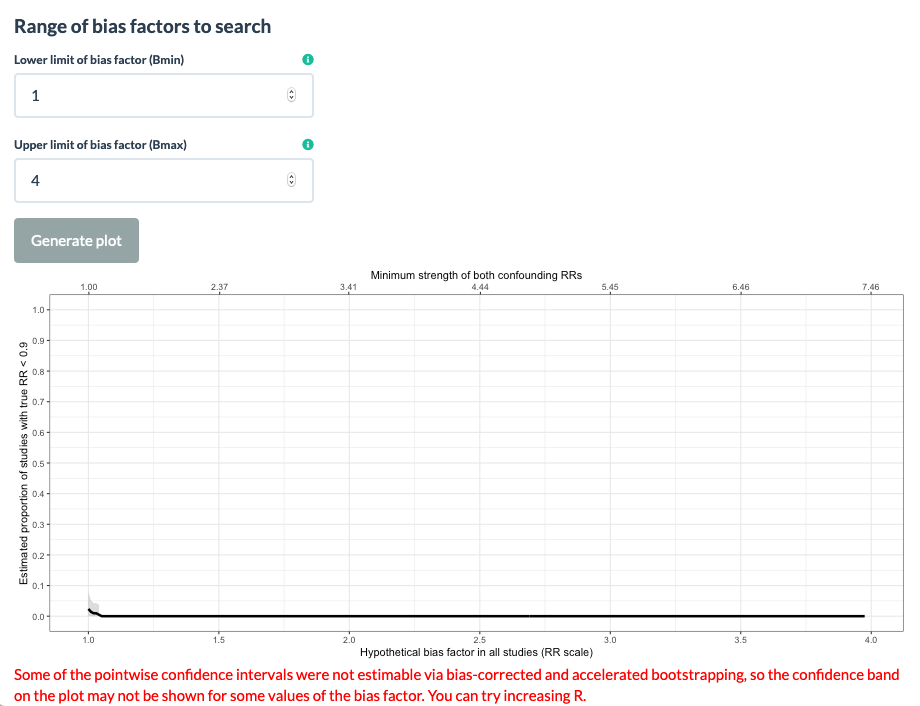 Range of bias factors to search
Lower limit of bias factor (Bmin)
1
Upper limit of bias factor (Bmax)
4
Generate plot
Minimum strength of both confounding RRs
1.00 2.37 3.41 4.44 5.45 6.46 7.46
Estimated proportion of studies with true RR < 0.9
1.0
0.9
0.8
0.7
0.6
0.5
0.4
0.3
0.2
0.1
0.0
1.0 1.5 2.0 2.5 3.0 3.5 4.0
Hypothetical bias factor in all studies (RR scale)
Some of the pointwise confidence intervals were not estimable via bias-corrected and accelerated bootstrapping, so the confidence band
on the plot may not be shown for some values of the bias factor. You can try increasing R.